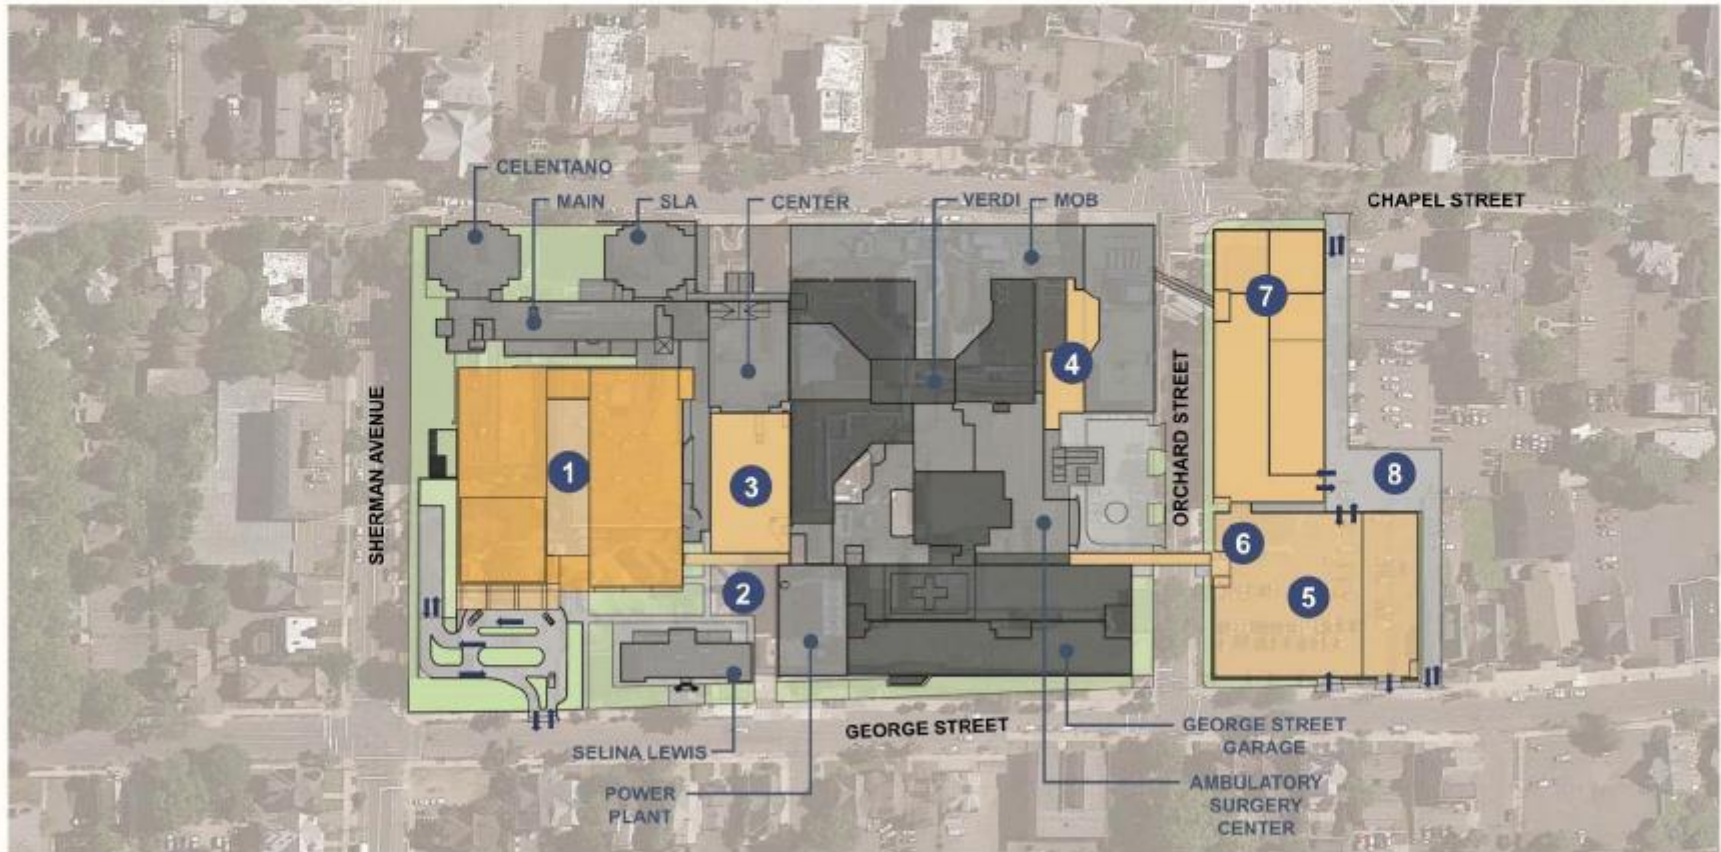 CELENTANO
MAIN
SLA
CENTER
VERDI
MOB
CHAPEL STREET
SHERMAN AVENUE
ORCHARD STREET
1
2
3
4
5
6
7
8
GEORGE STREET
SELINA LEWIS
POWER
PLANT
GEORGE STREET
GARAGE
AMBULATORY
SURGERY
CENTER